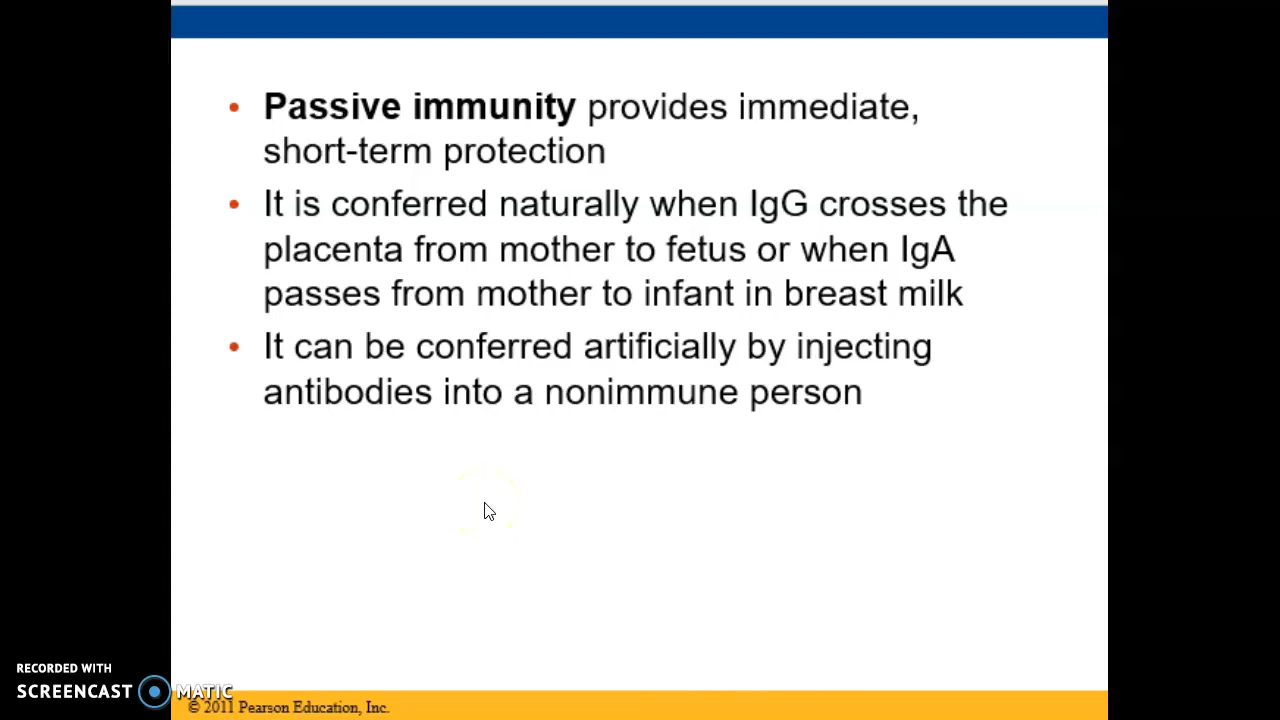 • Passive immunity provides immediate,
short-term protection
• It is conferred naturally when IgG crosses the
placenta from mother to fetus or when IgA
passes from mother to infant in breast milk
• It can be conferred artificially by injecting
antibodies into a nonimmune person
RECORDED WITH
SCREENCAST MATIC
© 2011 Pearson Education, Inc.